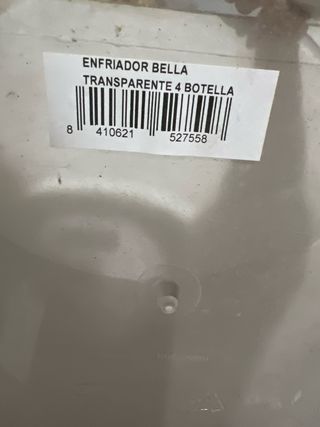 ENFRIADOR BELLA
TRANSPARENTE 4 BOTELLA
8 410621 527558